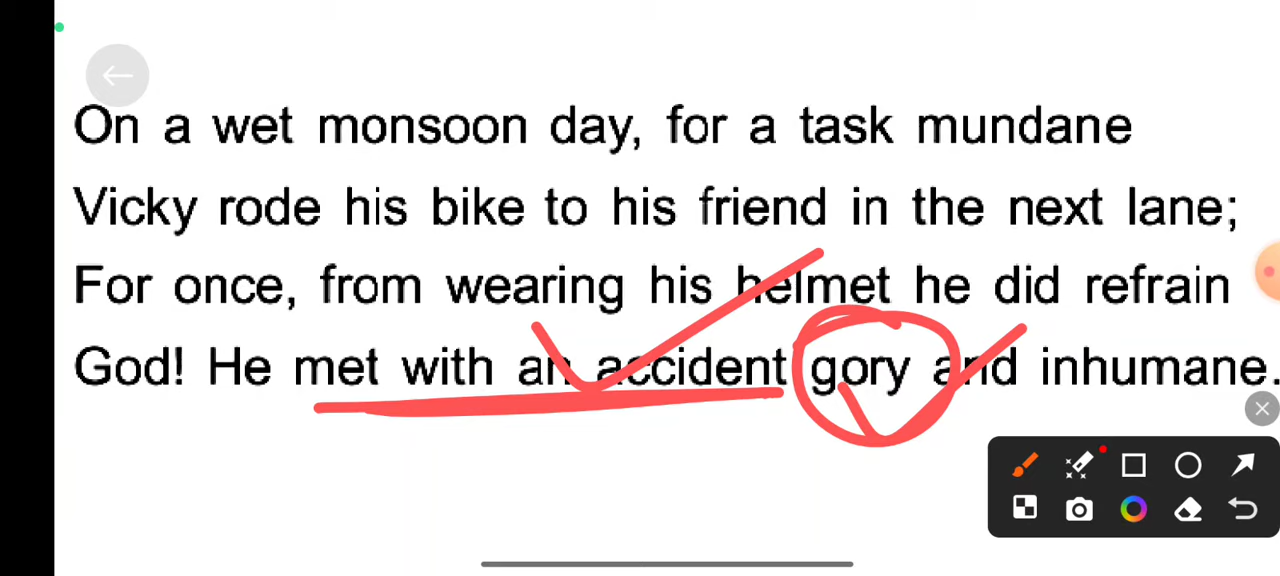 On a wet monsoon day, for a task mundane
Vicky rode his bike to his friend in the next lane;
For once, from wearing his helmet he did refrain
God! He met with an accident gory and inhumane.